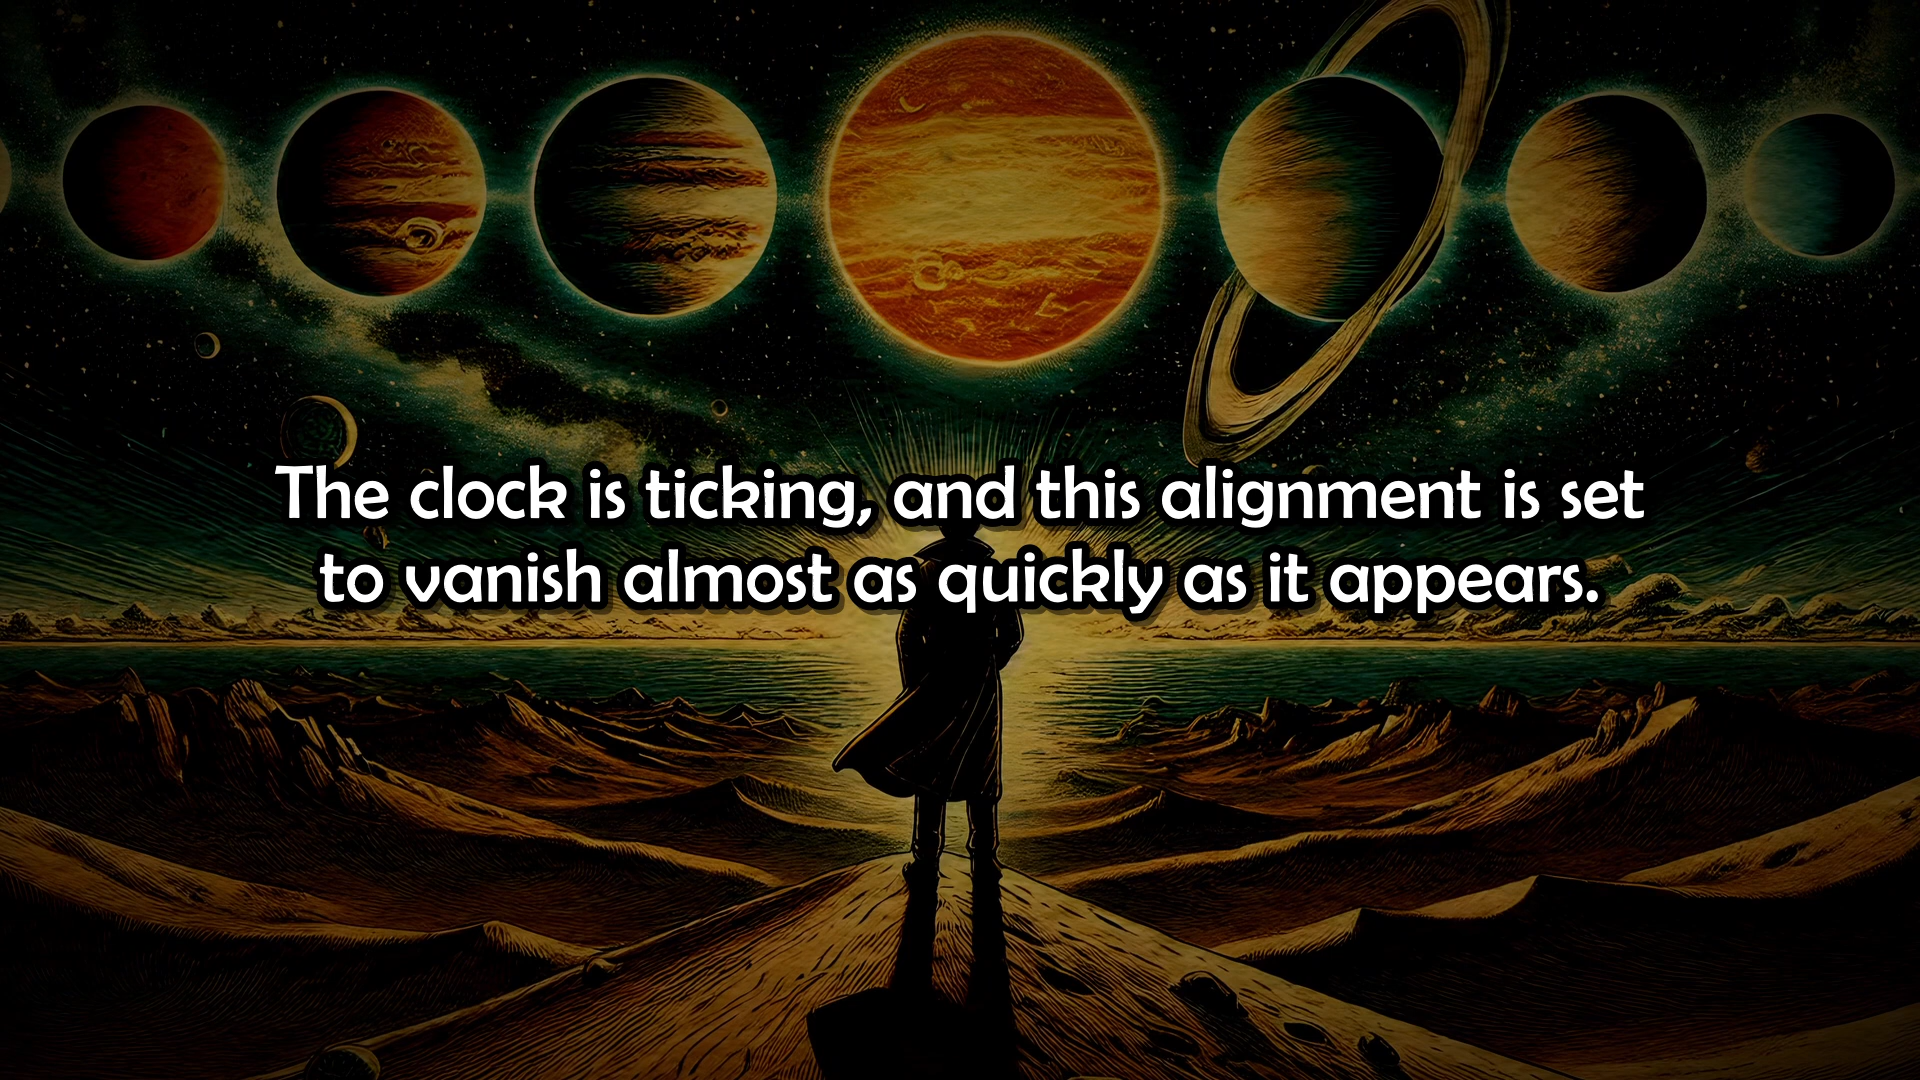 The clock is ticking, and this alignment is set
to vanish almost as quickly as it appears.